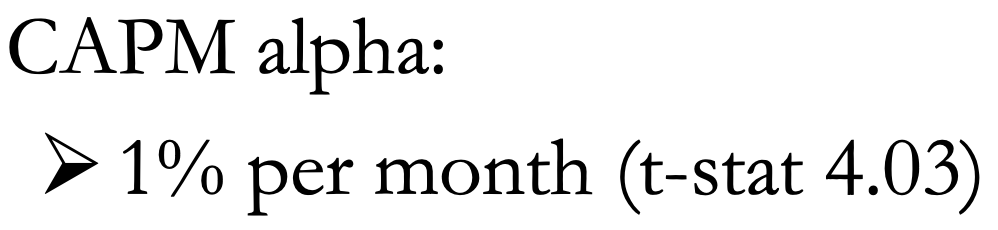 CAPM alpha:
➢ 1% per month (t-stat 4.03)